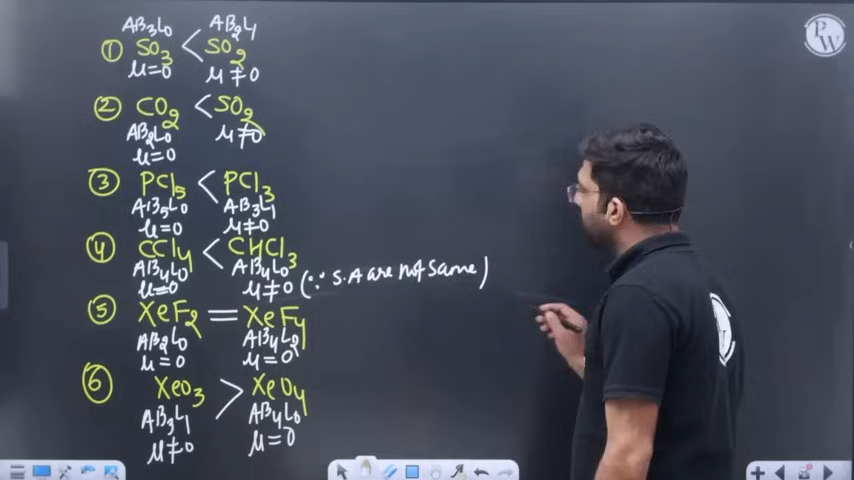 AB3L0 AB2L1
① SO3 < SO2
μ=0 μ≠0
② CO2 < SO2
AB2L0 μ≠0
μ=0
③ PCl5 < PCl3
AB5L0 AB3L1
μ=0 μ≠0
④ CCl4 < CHCl3
AB4L0 AB4L0
μ=0 μ≠0 (∵ S.A are not same)
⑤ XeF2 = XeF4
AB2L0 AB4L2
μ=0 μ=0
⑥ XeO3 > XeO4
AB3L1 AB4L0
μ≠0 μ=0
PW